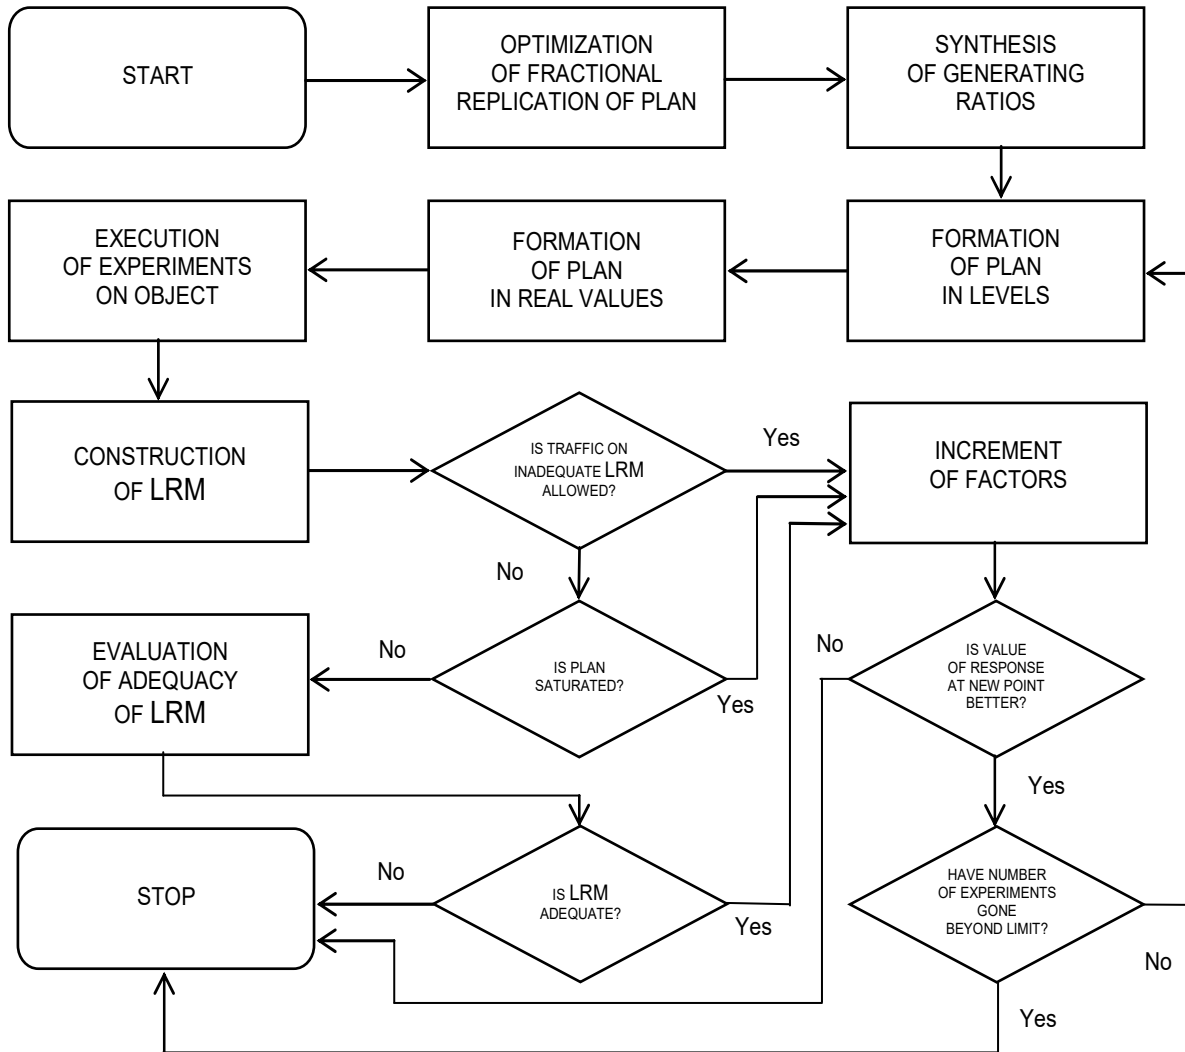 START
OPTIMIZATION
OF FRACTIONAL
REPLICATION OF PLAN
SYNTHESIS
OF GENERATING
RATIOS
EXECUTION
OF EXPERIMENTS
ON OBJECT
FORMATION
OF PLAN
IN REAL VALUES
FORMATION
OF PLAN
IN LEVELS
CONSTRUCTION
OF LRM
IS TRAFFIC ON
INADEQUATE LRM
ALLOWED?
Yes
INCREMENT
OF FACTORS
No
EVALUATION
OF ADEQUACY
OF LRM
No
IS PLAN
SATURATED?
Yes
No
IS VALUE
OF RESPONSE
AT NEW POINT
BETTER?
Yes
STOP
No
IS LRM
ADEQUATE?
Yes
HAVE NUMBER
OF EXPERIMENTS
GONE
BEYOND LIMIT?
No
Yes